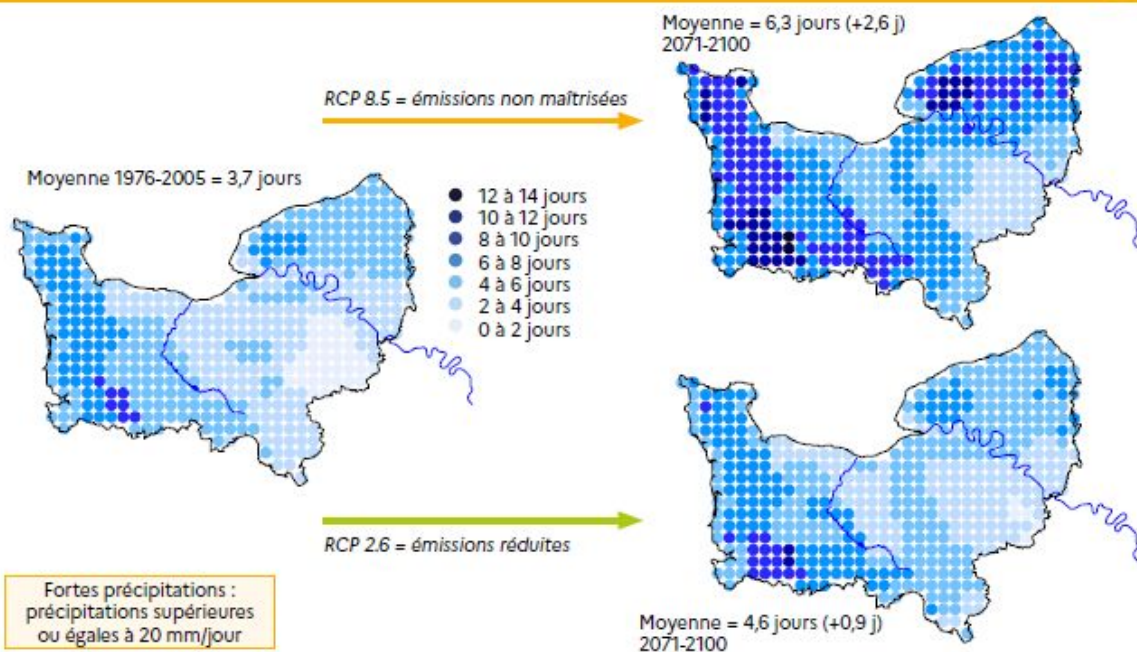 Moyenne = 6,3 jours (+2,6 j)
2071-2100
RCP 8.5 = émissions non maîtrisées
Moyenne 1976-2005 = 3,7 jours
12 à 14 jours
10 à 12 jours
8 à 10 jours
6 à 8 jours
4 à 6 jours
2 à 4 jours
0 à 2 jours
RCP 2.6 = émissions réduites
Fortes précipitations :
précipitations supérieures
ou égales à 20 mm/jour
Moyenne = 4,6 jours (+0,9 j)
2071-2100